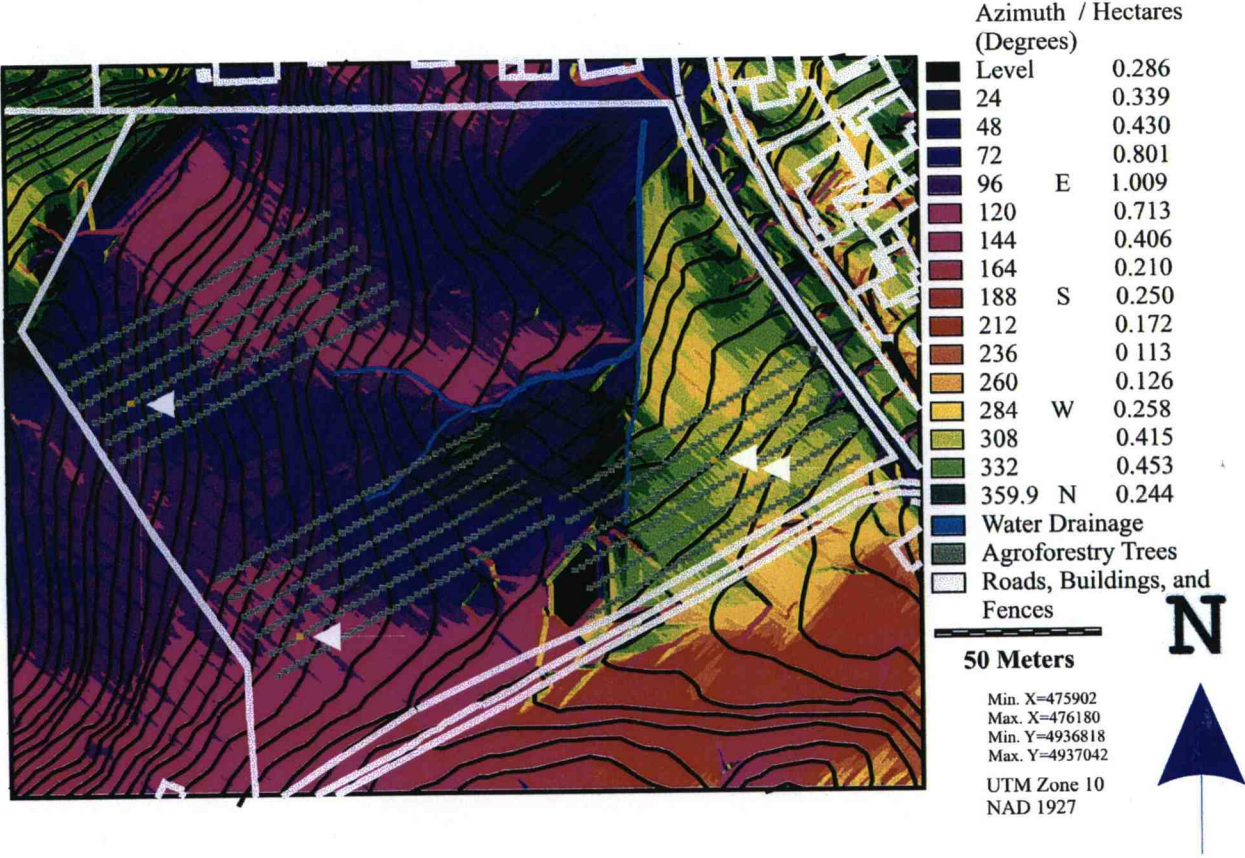 Azimuth / Hectares
(Degrees)
Level 0.286
24 0.339
48 0.430
72 0.801
96 E 1.009
120 0.713
144 0.406
164 0.210
188 S 0.250
212 0.172
236 0 113
260 0.126
284 W 0.258
308 0.415
332 0.453
359.9 N 0.244
Water Drainage
Agroforestry Trees
Roads, Buildings, and
Fences
N
50 Meters
Min. X=475902
Max. X=476180
Min. Y=4936818
Max. Y=4937042
UTM Zone 10
NAD 1927